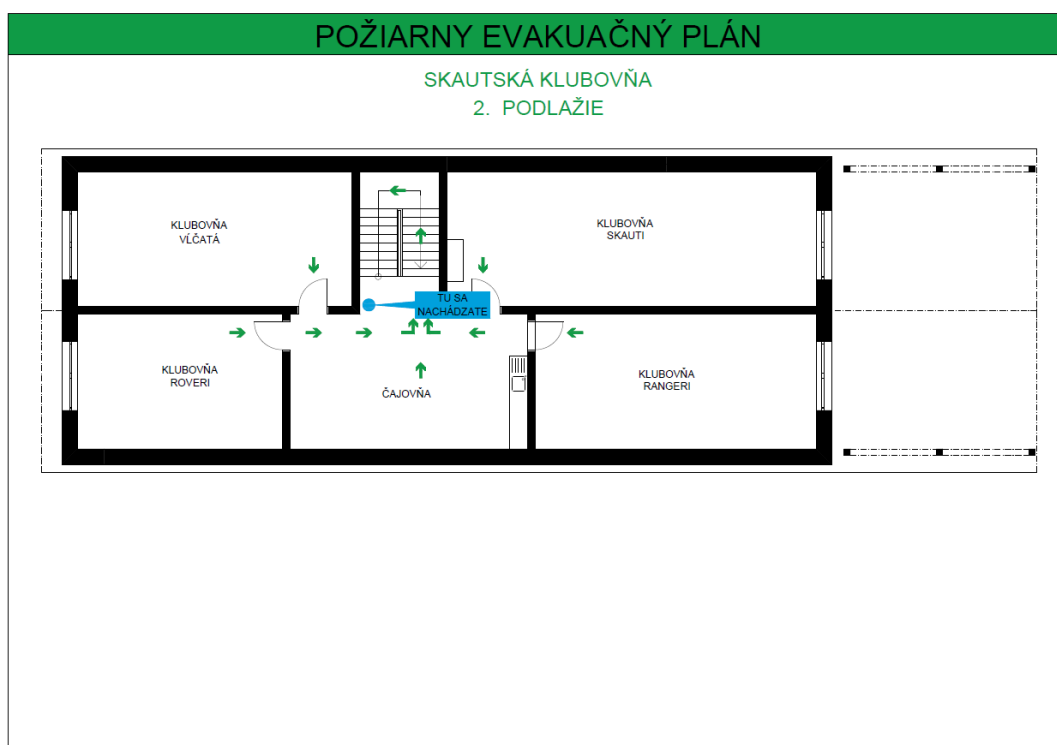 POŽIARNY EVAKUAČNÝ PLÁN
SKAUTSKÁ KLUBOVŇA
2. PODLAŽIE
KLUBOVŇA
VĹČATÁ
KLUBOVŇA
SKAUTI
TU SA
NACHÁDZATE
KLUBOVŇA
ROVERI
ČAJOVŇA
KLUBOVŇA
RANGERI